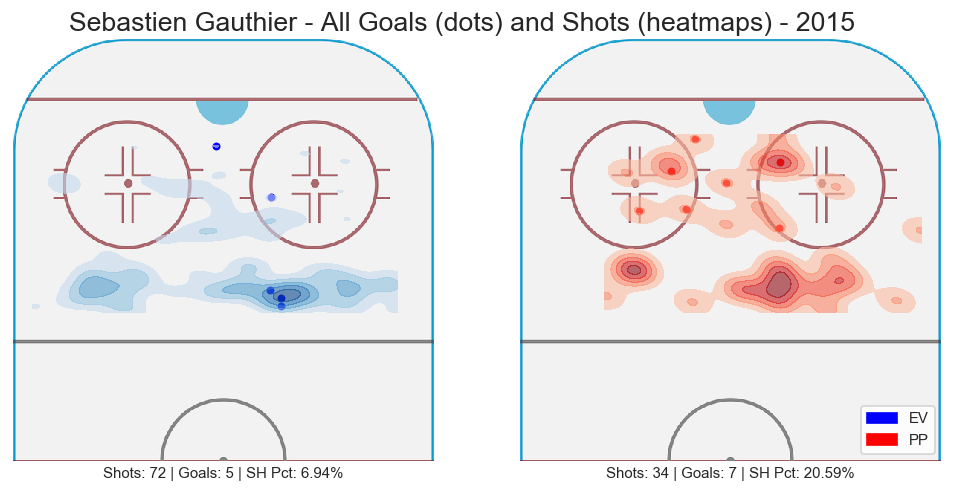 Sebastien Gauthier - All Goals (dots) and Shots (heatmaps) - 2015
EV
PP
Shots: 72 | Goals: 5 | SH Pct: 6.94%
Shots: 34 | Goals: 7 | SH Pct: 20.59%